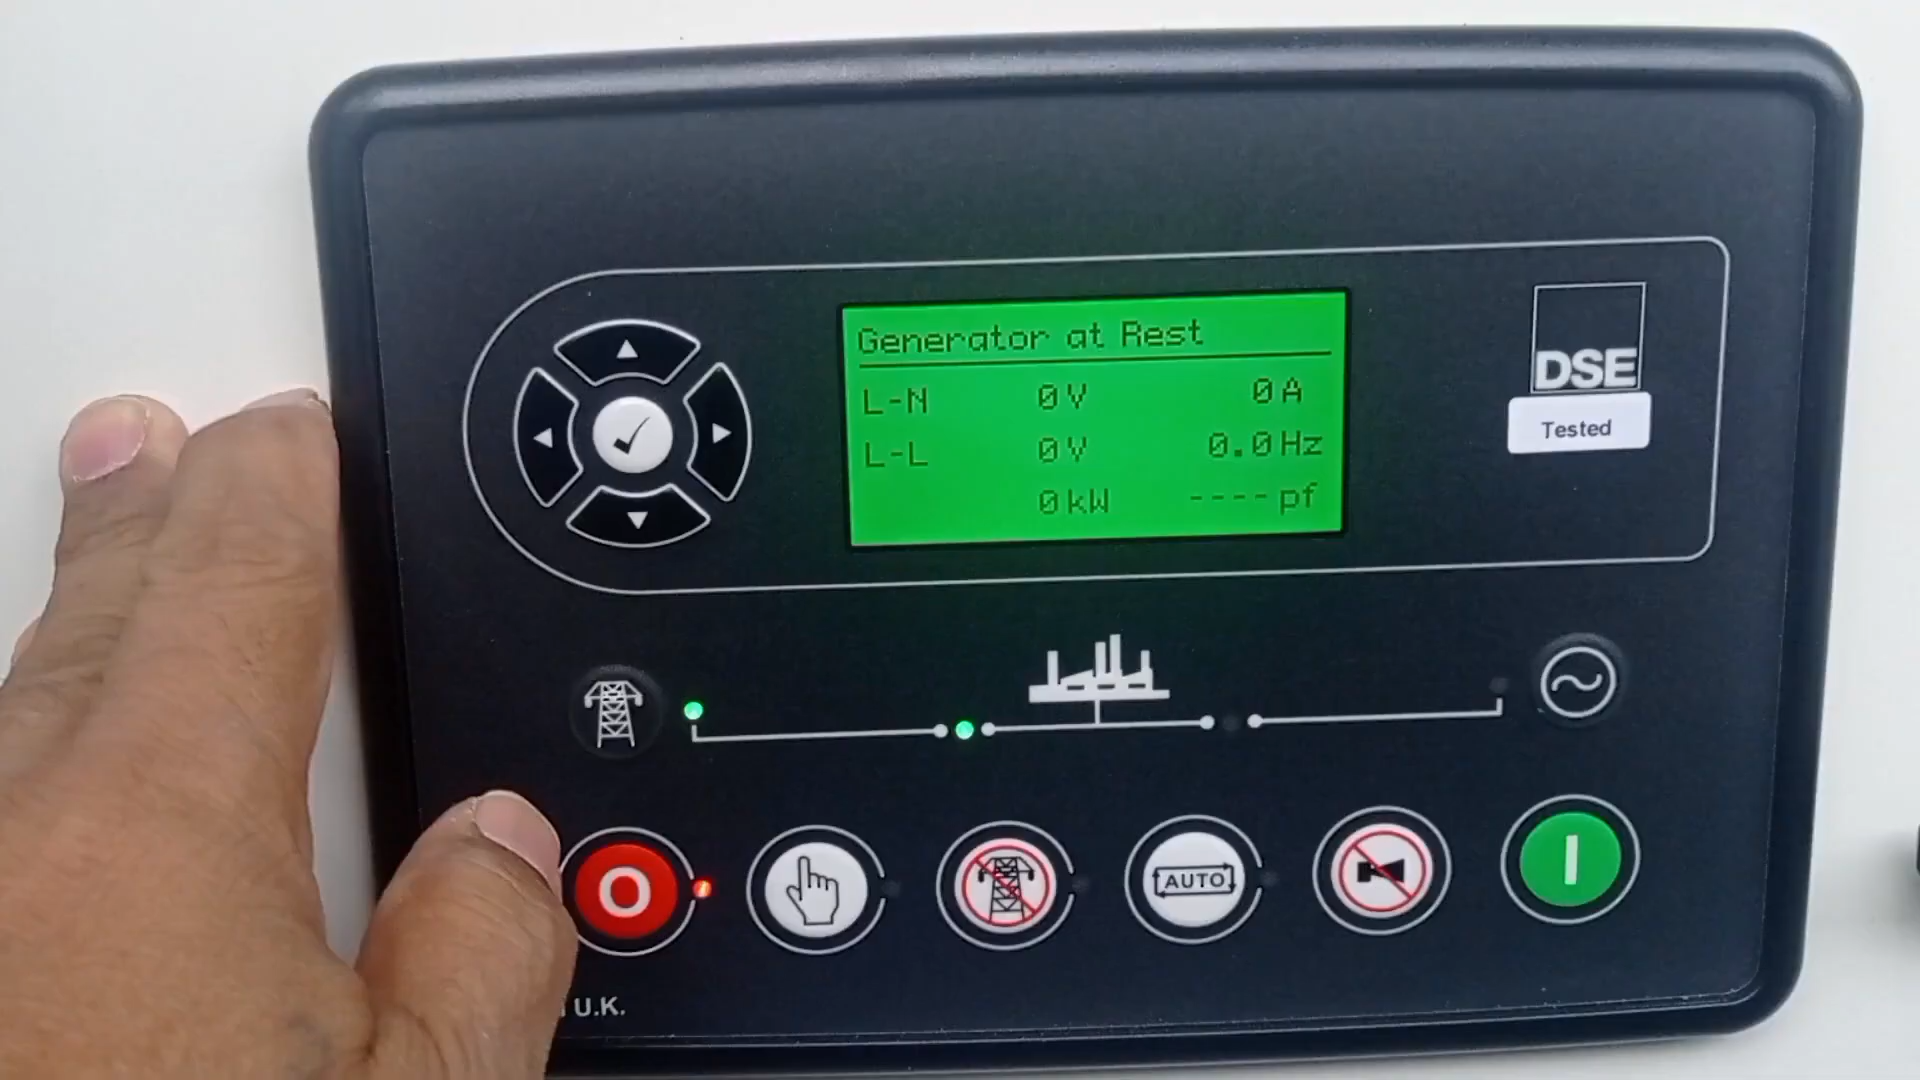 Generator at Rest
L-N 0V 0A
L-L 0V 0.0Hz
0kW ----pf
DSE
Tested
O
AUTO
I
U.K.